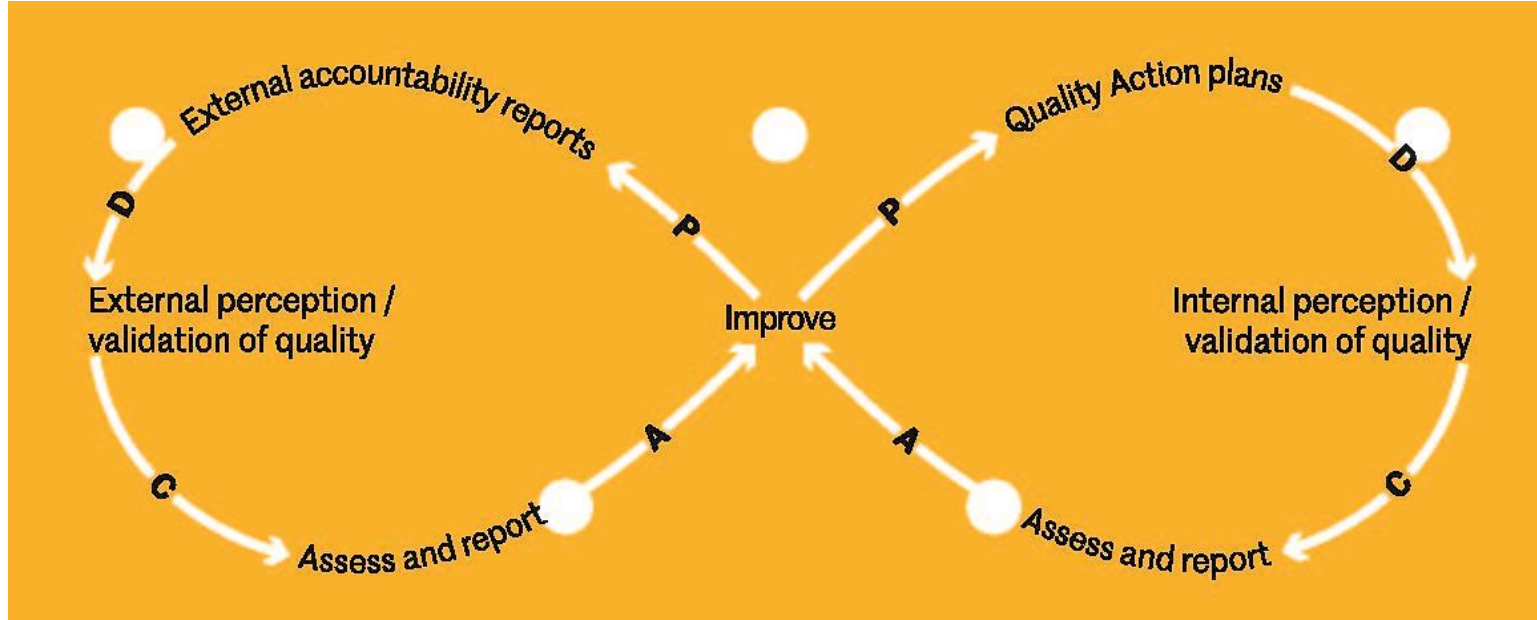 External accountability reports
Quality Action plans
D
D
P
P
External perception /
validation of quality
Improve
Internal perception /
validation of quality
A
A
C
C
Assess and report
Assess and report